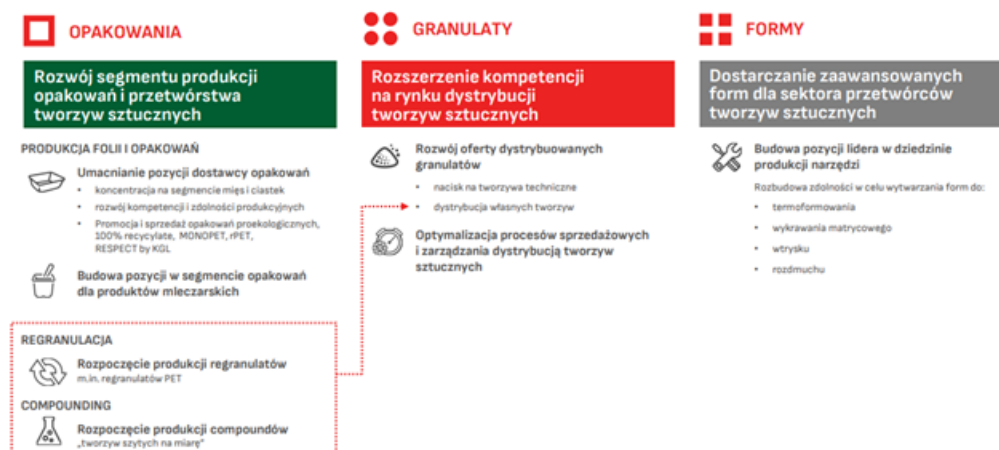 OPAKOWANIA
Rozwój segmentu produkcji
opakowań i przetwórstwa
tworzyw sztucznych
PRODUKCJA FOLII I OPAKOWAŃ
Umacnianie pozycji dostawcy opakowań
• koncentracja na segmencie mięs i ciastek
• rozwój kompetencji i zdolności produkcyjnych
• Promocja i sprzedaż opakowań proekologicznych,
100% recyclate, MONOPET, rPET,
RESPECT by KGL
Budowa pozycji w segmencie opakowań
dla produktów mleczarskich
REGRANULACJA
Rozpoczęcie produkcji regranulatów
m.in. regranulatów PET
COMPOUNDING
Rozpoczęcie produkcji compoundów
„tworzyw szytych na miarę"
GRANULATY
Rozszerzenie kompetencji
na rynku dystrybucji
tworzyw sztucznych
Rozwój oferty dystrybuowanych
granulatów
• nacisk na tworzywa techniczne
• dystrybucja własnych tworzyw
Optymalizacja procesów sprzedażowych
i zarządzania dystrybucją tworzyw
sztucznych
FORMY
Dostarczanie zaawansowanych
form dla sektora przetwórców
tworzyw sztucznych
Budowa pozycji lidera w dziedzinie
produkcji narzędzi
Rozbudowa zdolności w celu wytwarzania form do:
• termoformowania
• wykrawania matrycowego
• wtrysku
• rozdmuchu